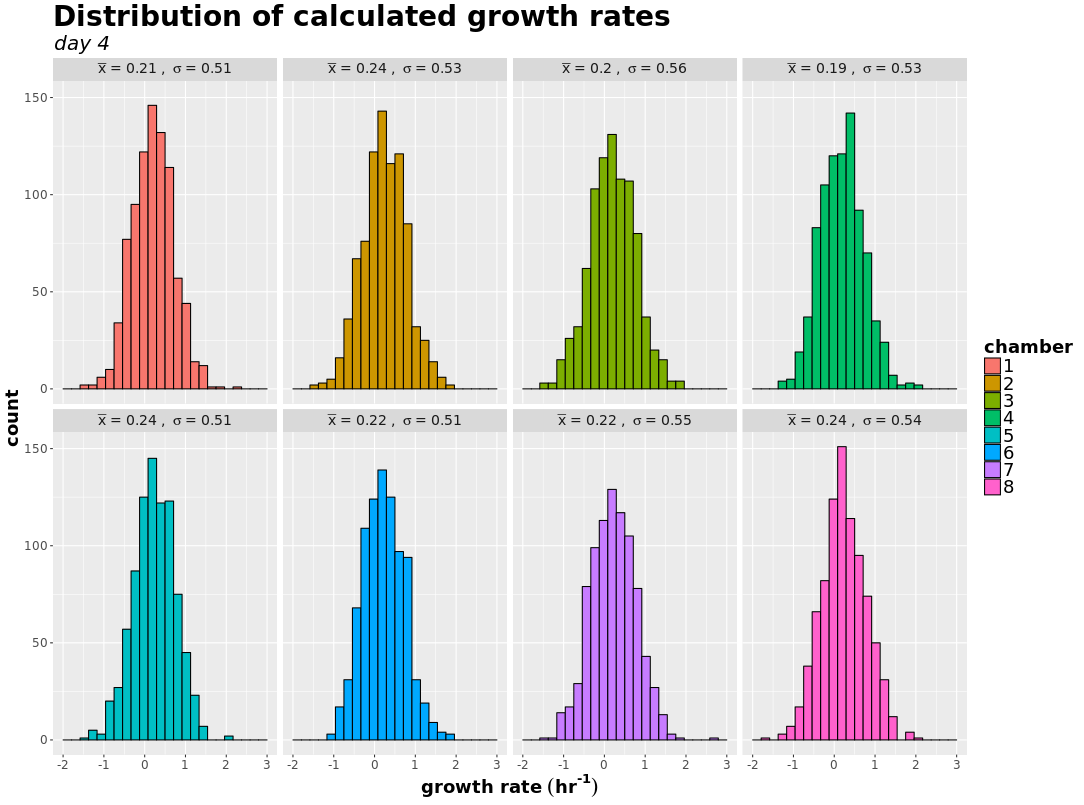 Distribution of calculated growth rates
day 4
x̅ = 0.21 , σ = 0.51
x̅ = 0.24 , σ = 0.53
x̅ = 0.2 , σ = 0.56
x̅ = 0.19 , σ = 0.53
150
100
50
0
x̅ = 0.24 , σ = 0.51
x̅ = 0.22 , σ = 0.51
x̅ = 0.22 , σ = 0.55
x̅ = 0.24 , σ = 0.54
150
100
50
0
-2 -1 0 1 2 3
-2 -1 0 1 2 3
-2 -1 0 1 2 3
-2 -1 0 1 2 3
count
growth rate (hr⁻¹)
chamber
1
2
3
4
5
6
7
8